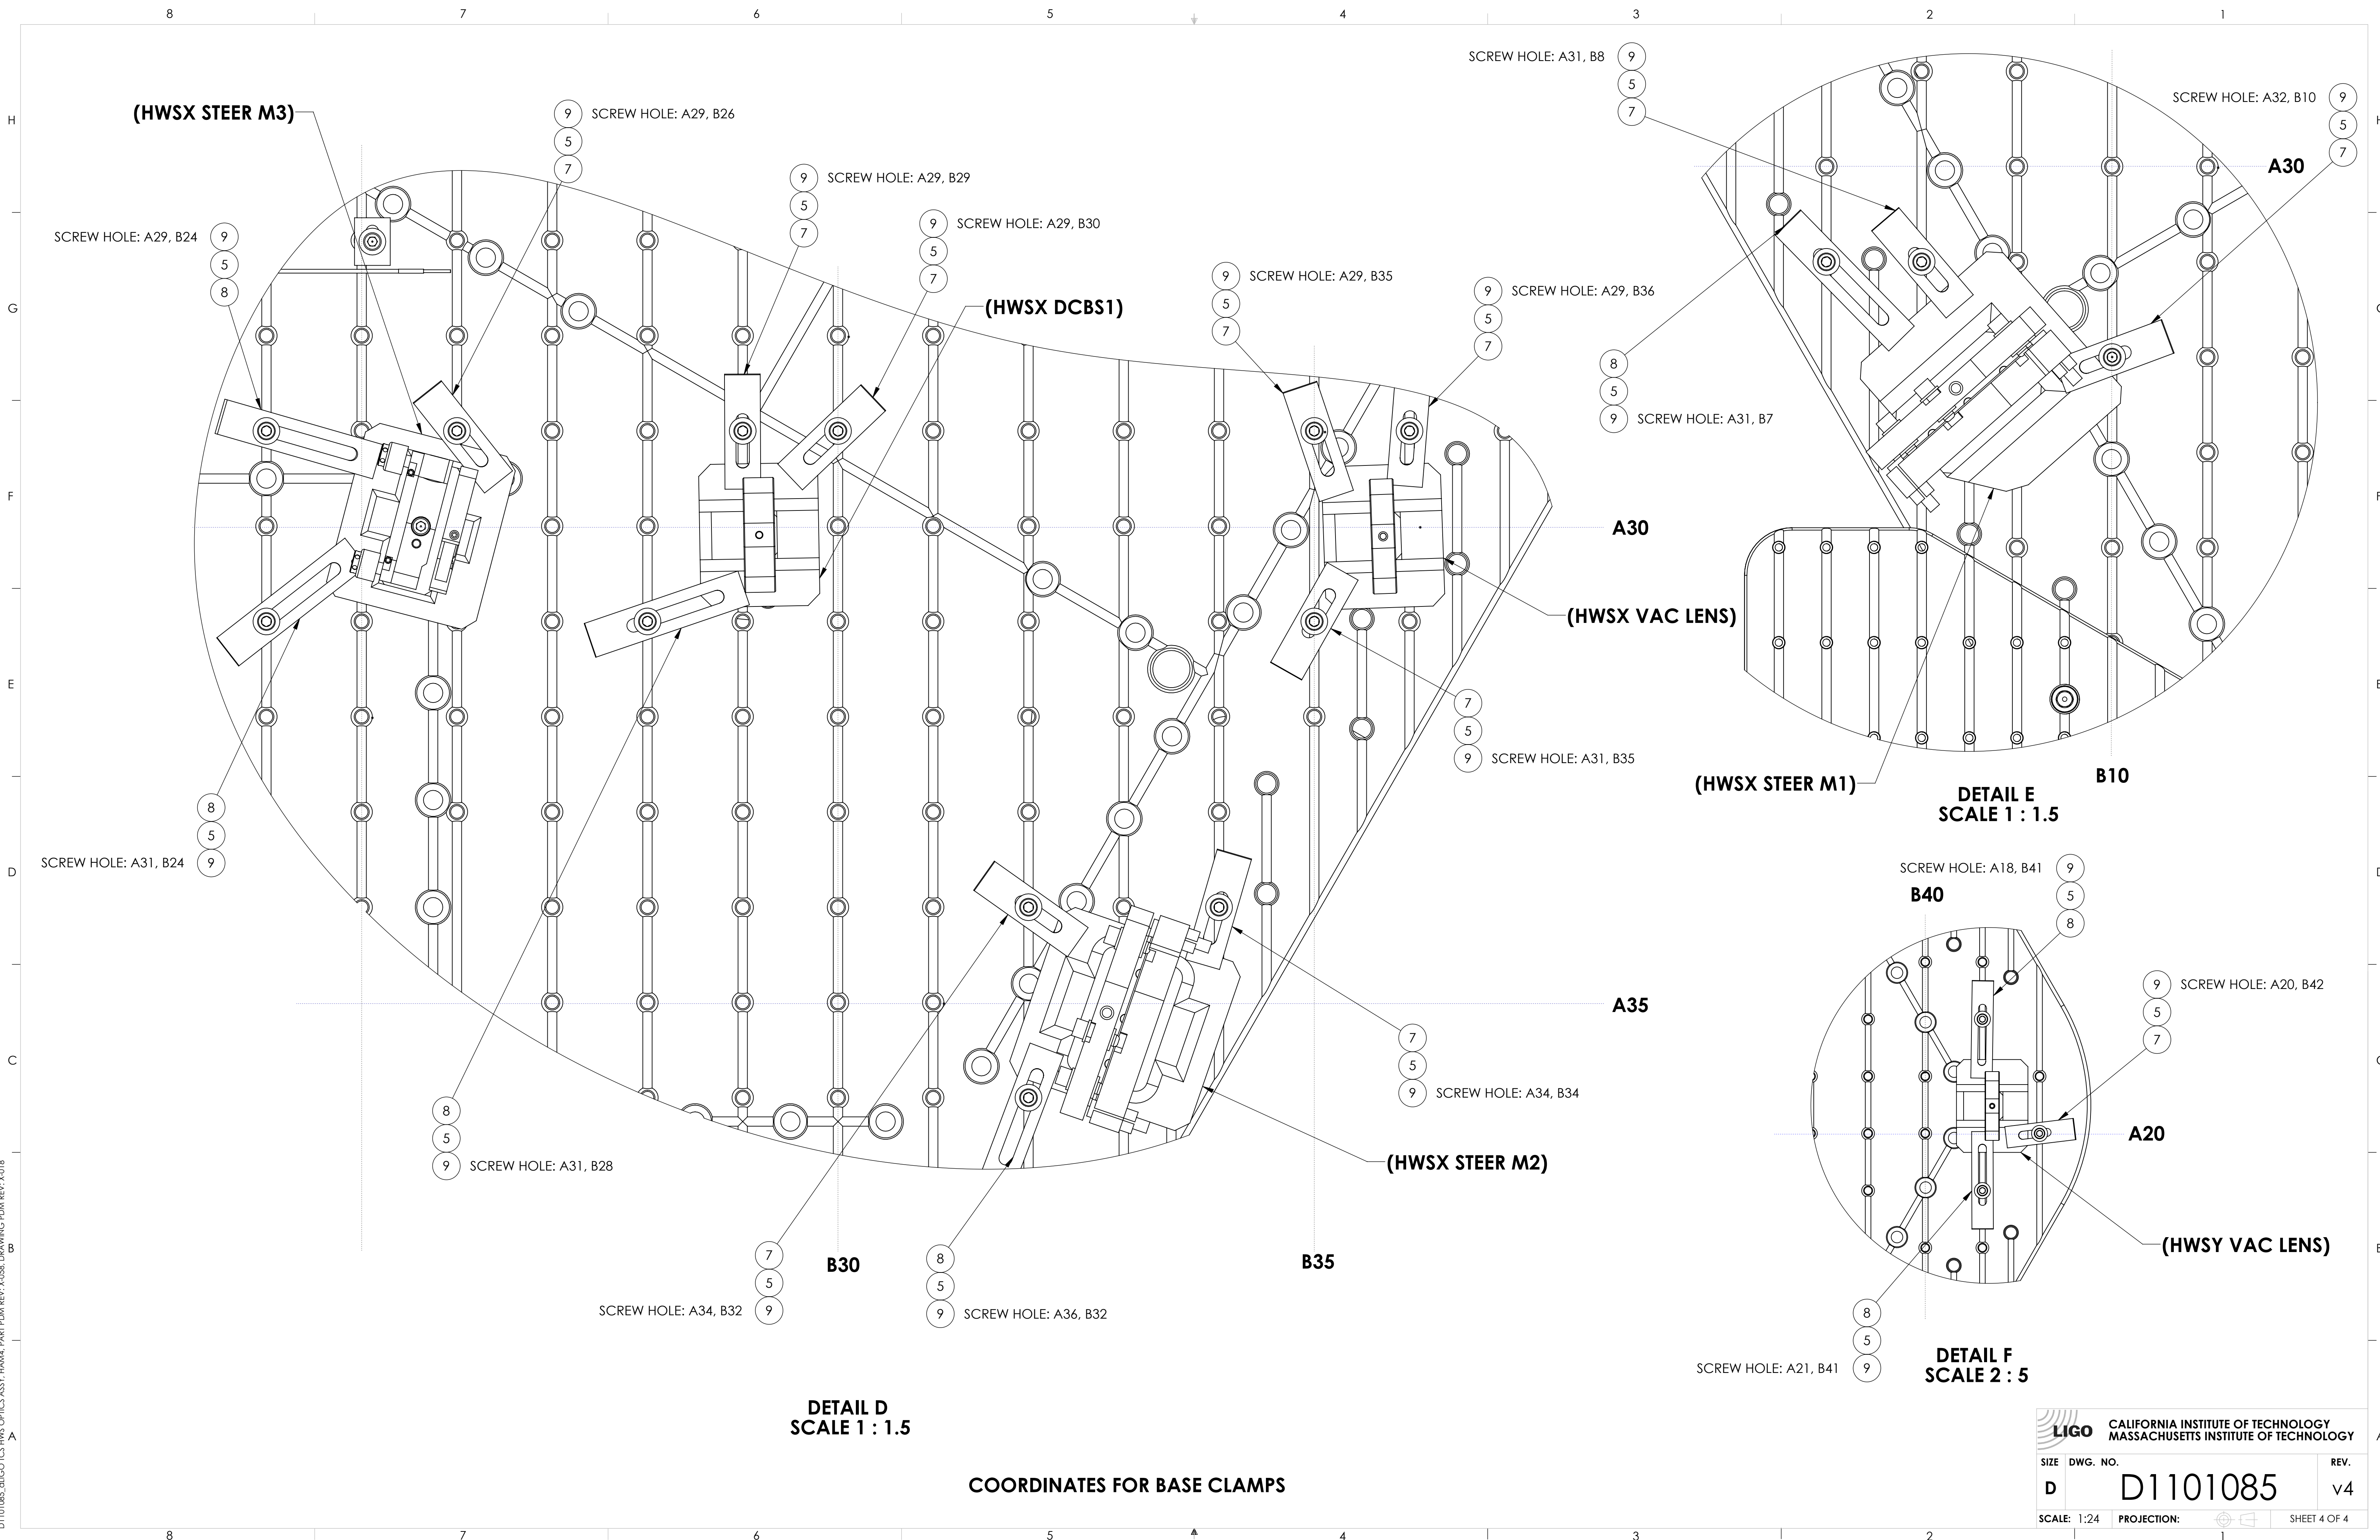 8 7 6 5 4 3 2 1
H
G
F
E
D
C
B
A
(HWSX STEER M3)
9 SCREW HOLE: A29, B26
5
7
9 SCREW HOLE: A29, B29
5
7
SCREW HOLE: A29, B24 9
5
8
9 SCREW HOLE: A29, B30
5
7
(HWSX DCBS1)
9 SCREW HOLE: A29, B35
5
7
9 SCREW HOLE: A29, B36
5
7
A30
(HWSX VAC LENS)
7
5
9 SCREW HOLE: A31, B35
8
5
SCREW HOLE: A31, B24 9
A35
7
5
9 SCREW HOLE: A34, B34
8
5
9 SCREW HOLE: A31, B28
(HWSX STEER M2)
B30
B35
7
5
SCREW HOLE: A34, B32 9
8
5
9 SCREW HOLE: A36, B32
DETAIL D
SCALE 1 : 1.5
SCREW HOLE: A31, B8 9
5
7
SCREW HOLE: A32, B10 9
5
7
A30
8
5
9 SCREW HOLE: A31, B7
(HWSX STEER M1)
B10
DETAIL E
SCALE 1 : 1.5
SCREW HOLE: A18, B41 9
5
8
B40
9 SCREW HOLE: A20, B42
5
7
A20
(HWSY VAC LENS)
8
5
SCREW HOLE: A21, B41 9
DETAIL F
SCALE 2 : 5
COORDINATES FOR BASE CLAMPS
LIGO
CALIFORNIA INSTITUTE OF TECHNOLOGY
MASSACHUSETTS INSTITUTE OF TECHNOLOGY
SIZE DWG. NO. REV.
D D1101085 v4
SCALE: 1:24 PROJECTION: SHEET 4 OF 4
8 7 6 5 4 3 2 1